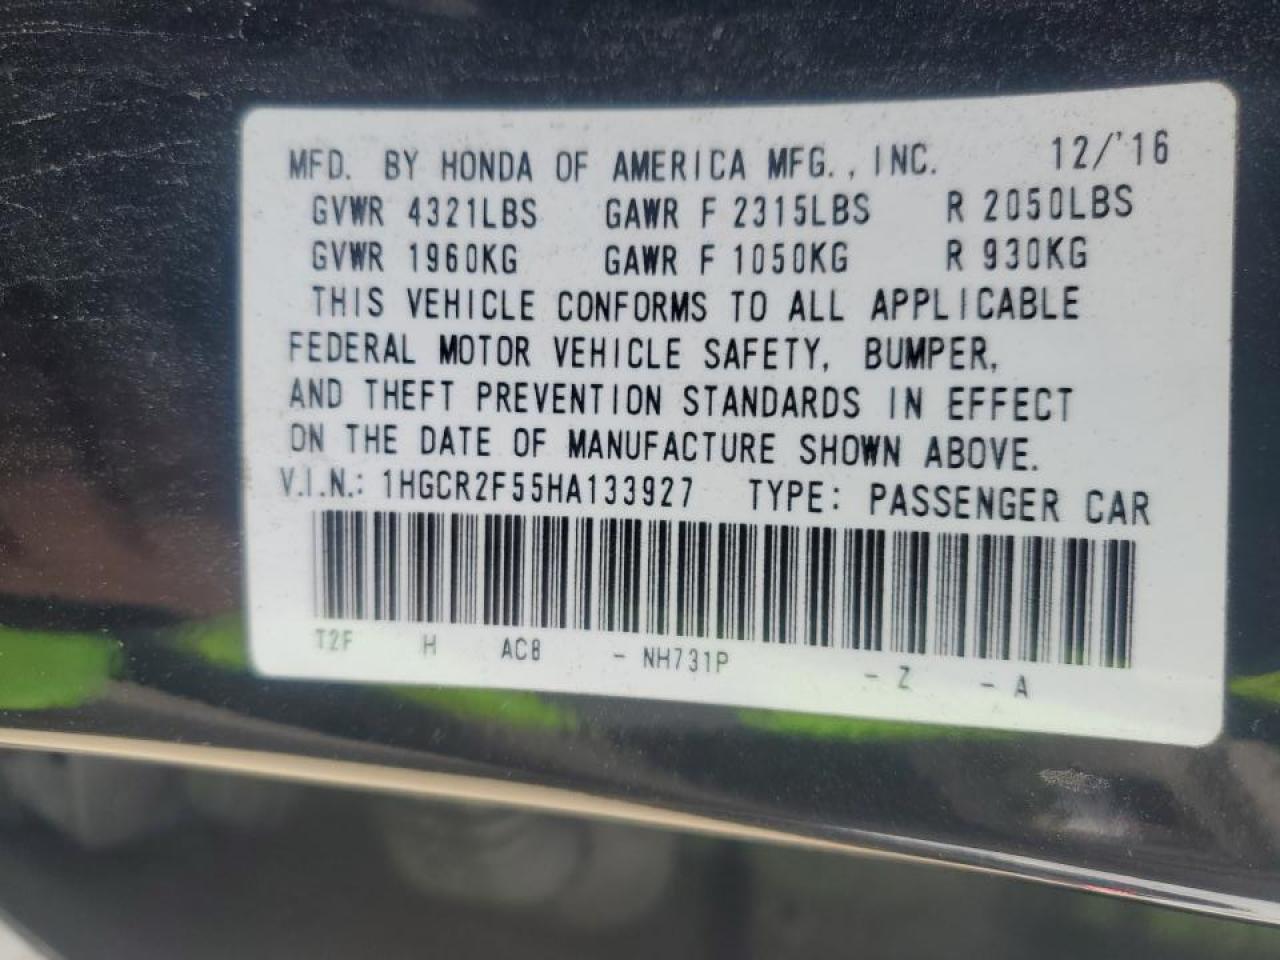 MFD. BY HONDA OF AMERICA MFG., INC. 12/'16
GVWR 4321LBS GAWR F 2315LBS R 2050LBS
GVWR 1960KG GAWR F 1050KG R 930KG
THIS VEHICLE CONFORMS TO ALL APPLICABLE
FEDERAL MOTOR VEHICLE SAFETY, BUMPER,
AND THEFT PREVENTION STANDARDS IN EFFECT
ON THE DATE OF MANUFACTURE SHOWN ABOVE.
V.I.N.: 1HGCR2F55HA133927 TYPE: PASSENGER CAR
T2F H AC8 - NH731P - Z - A